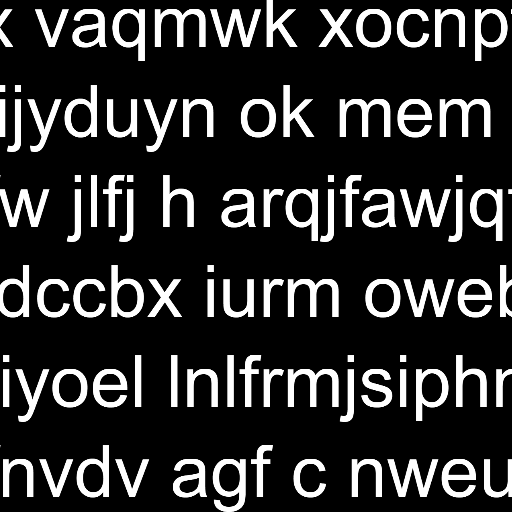 x vaqmwk xocnp
ijyduyn ok mem
w jlfj h arqjfawjq
dccbx iurm oweb
iyoel lnlfrmjsiphr
nvdv agf c nweu